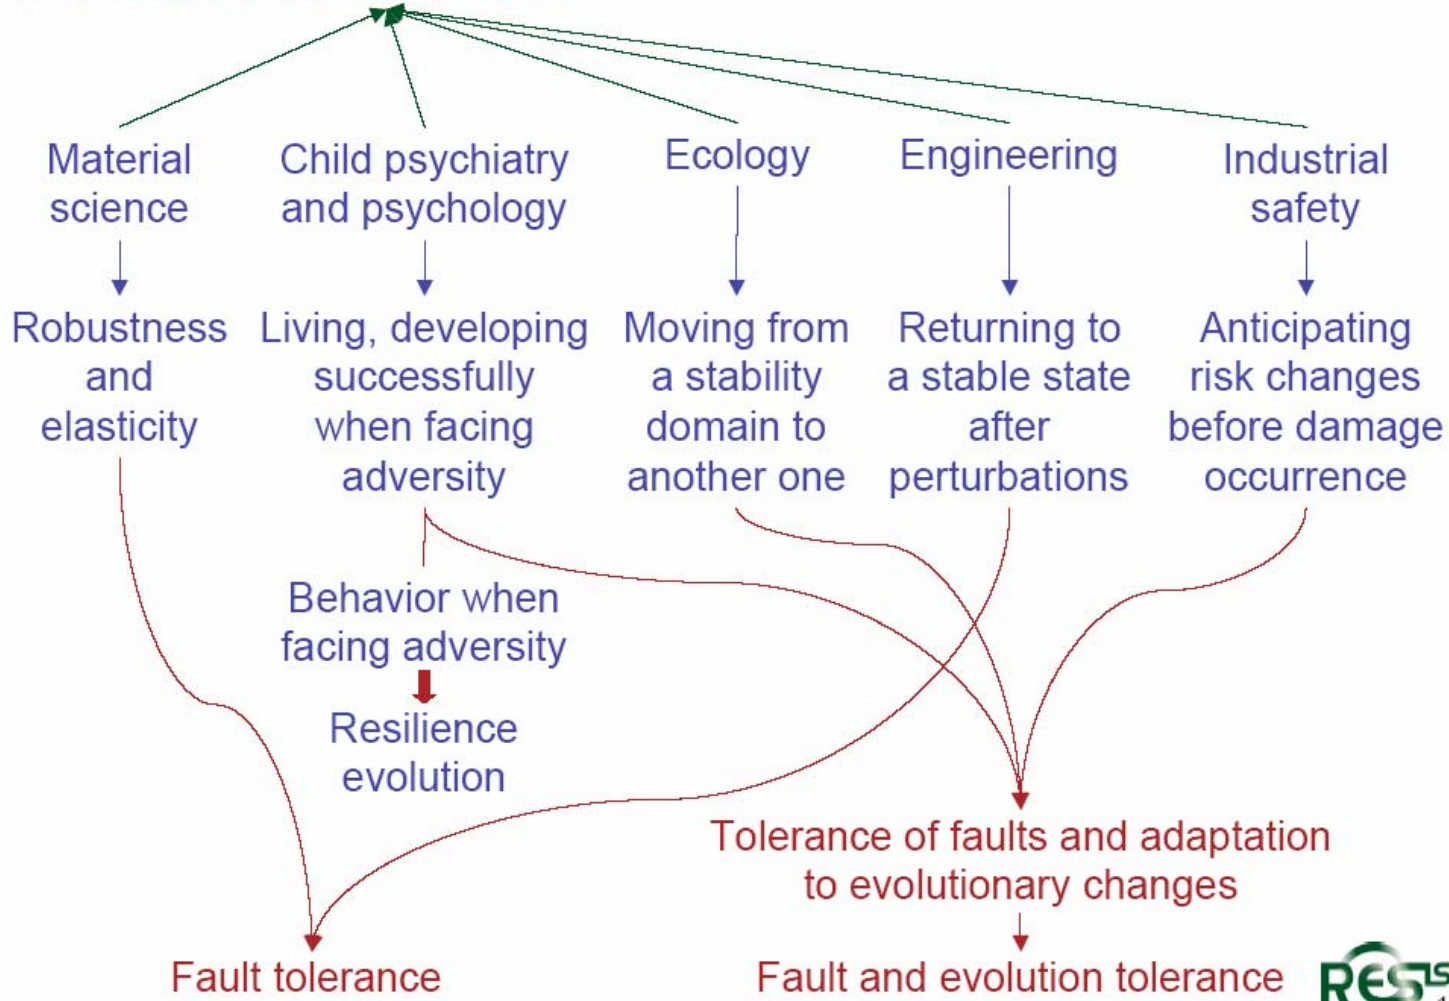 Material
science
Child psychiatry
and psychology
Ecology
Engineering
Industrial
safety
Robustness
and
elasticity
Living, developing
successfully
when facing
adversity
Moving from
a stability
domain to
another one
Returning to
a stable state
after
perturbations
Anticipating
risk changes
before damage
occurrence
Behavior when
facing adversity
Resilience
evolution
Tolerance of faults and adaptation
to evolutionary changes
Fault tolerance
Fault and evolution tolerance